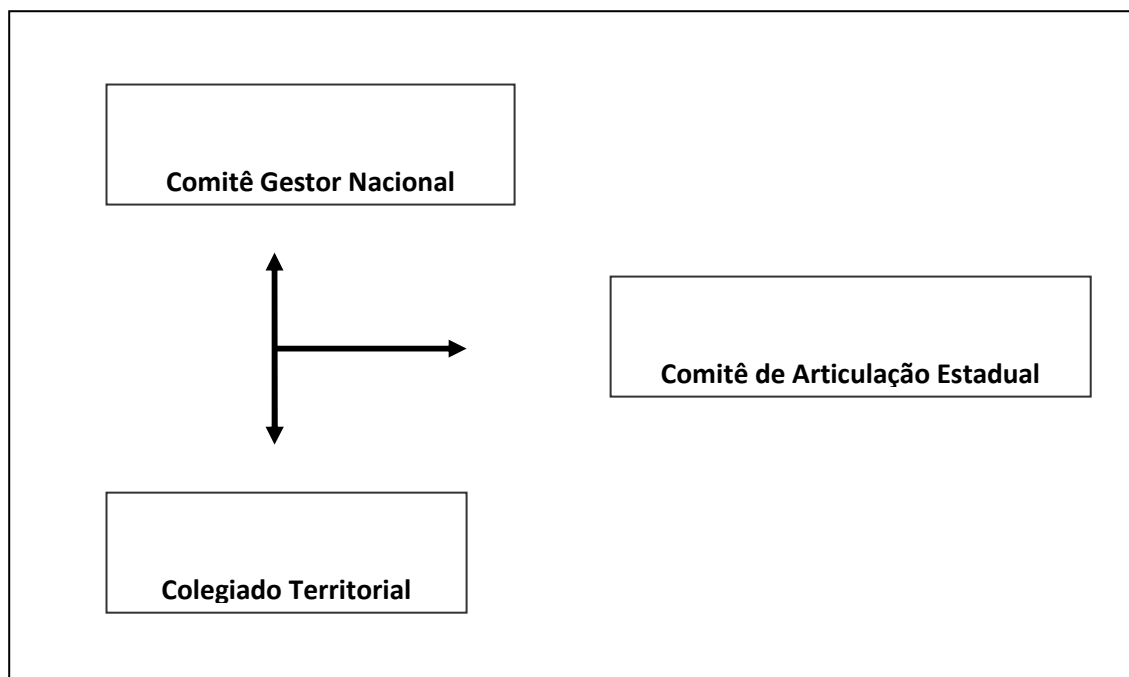 Comitê Gestor Nacional
Comitê de Articulação Estadual
Colegiado Territorial